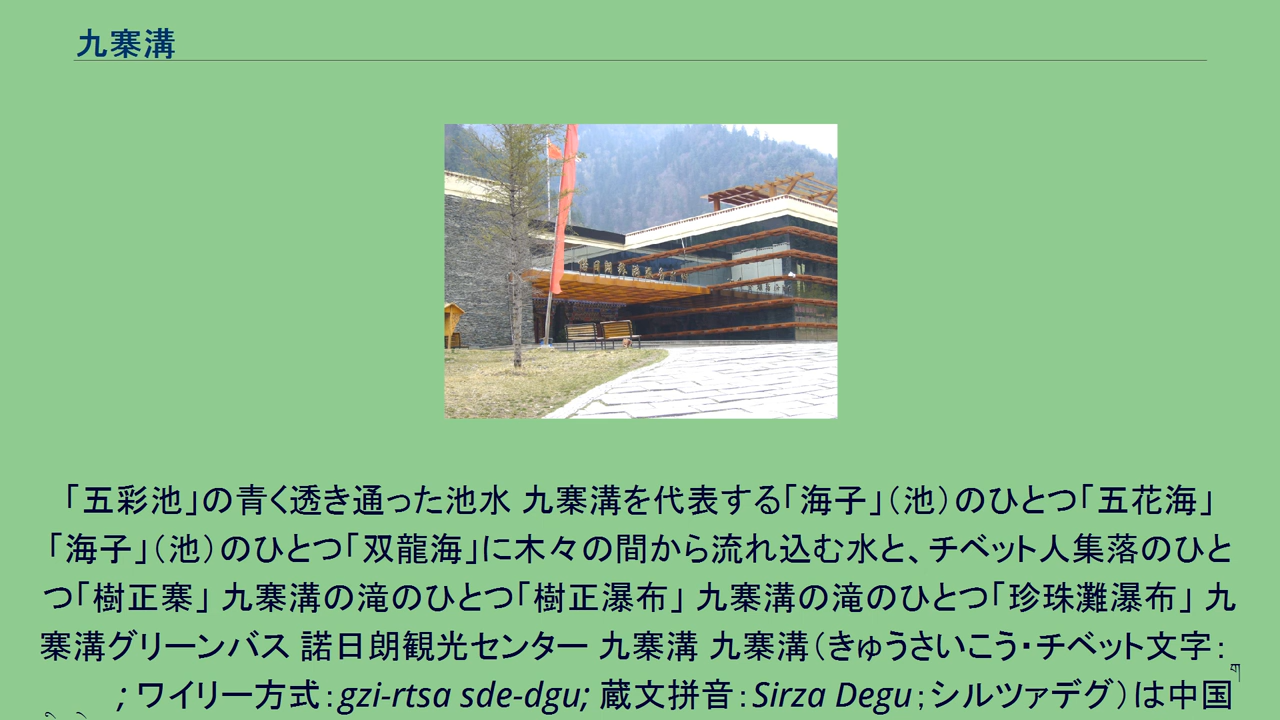 九寨溝
「五彩池」の青く透き通った池水 九寨溝を代表する「海子」（池）のひとつ「五花海」
「海子」（池）のひとつ「双龍海」に木々の間から流れ込む水と、チベット人集落のひと
つ「樹正寨」 九寨溝の滝のひとつ「樹正瀑布」 九寨溝の滝のひとつ「珍珠灘瀑布」 九
寨溝グリーンバス 諾日朗観光センター 九寨溝 九寨溝（きゅうさいこう・チベット文字：
; ワイリー方式：gzi-rtsa sde-dgu; 蔵文拼音：Sirza Degu；シルツァデグ）は中国